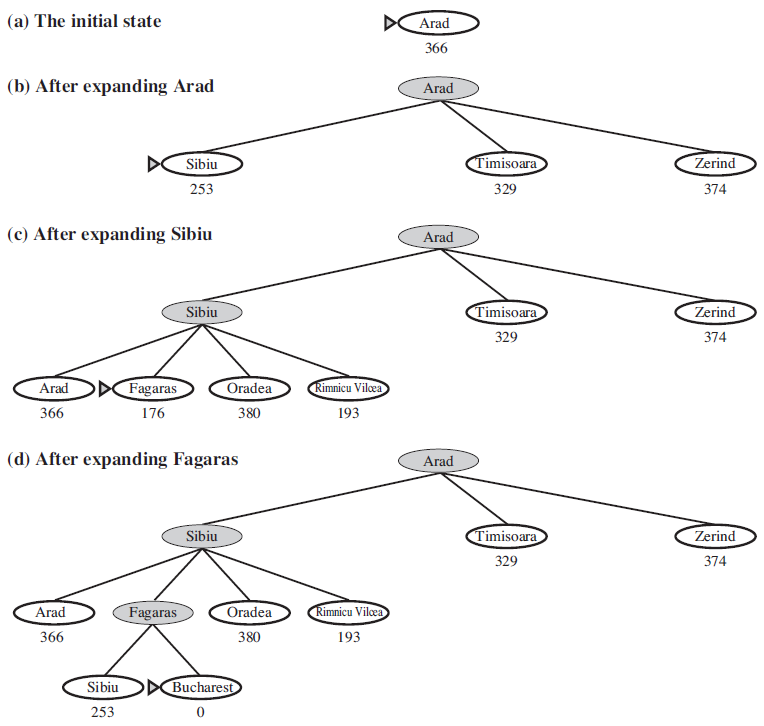 (a) The initial state
Arad
366
(b) After expanding Arad
Arad
Sibiu Timisoara Zerind
253 329 374
(c) After expanding Sibiu
Arad
Sibiu Timisoara Zerind
329 374
Arad Fagaras Oradea Rimnicu Vilcea
366 176 380 193
(d) After expanding Fagaras
Arad
Sibiu Timisoara Zerind
329 374
Arad Fagaras Oradea Rimnicu Vilcea
366 380 193
Sibiu Bucharest
253 0